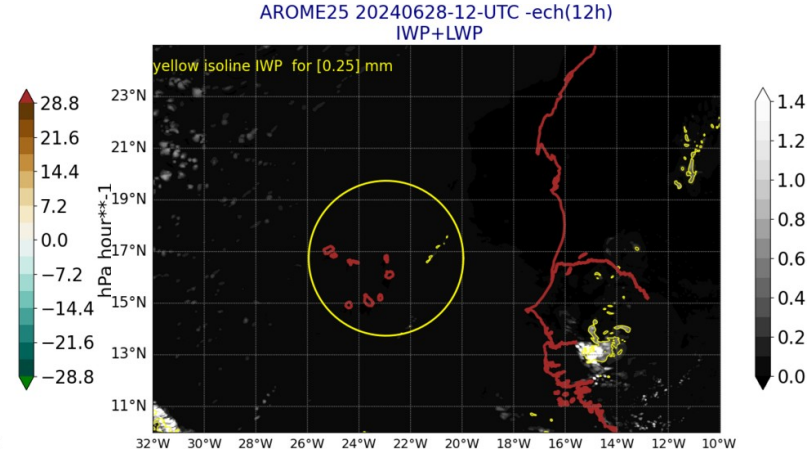 AROME25 20240628-12-UTC -ech(12h)
IWP+LWP
yellow isoline IWP  for [0.25] mm
28.8
21.6
14.4
7.2
0.0
−7.2
−14.4
−21.6
−28.8
hPa hour**-1
23°N
21°N
19°N
17°N
15°N
13°N
11°N
32°W 30°W 28°W 26°W 24°W 22°W 20°W 18°W 16°W 14°W 12°W 10°W
1.4
1.2
1.0
0.8
0.6
0.4
0.2
0.0